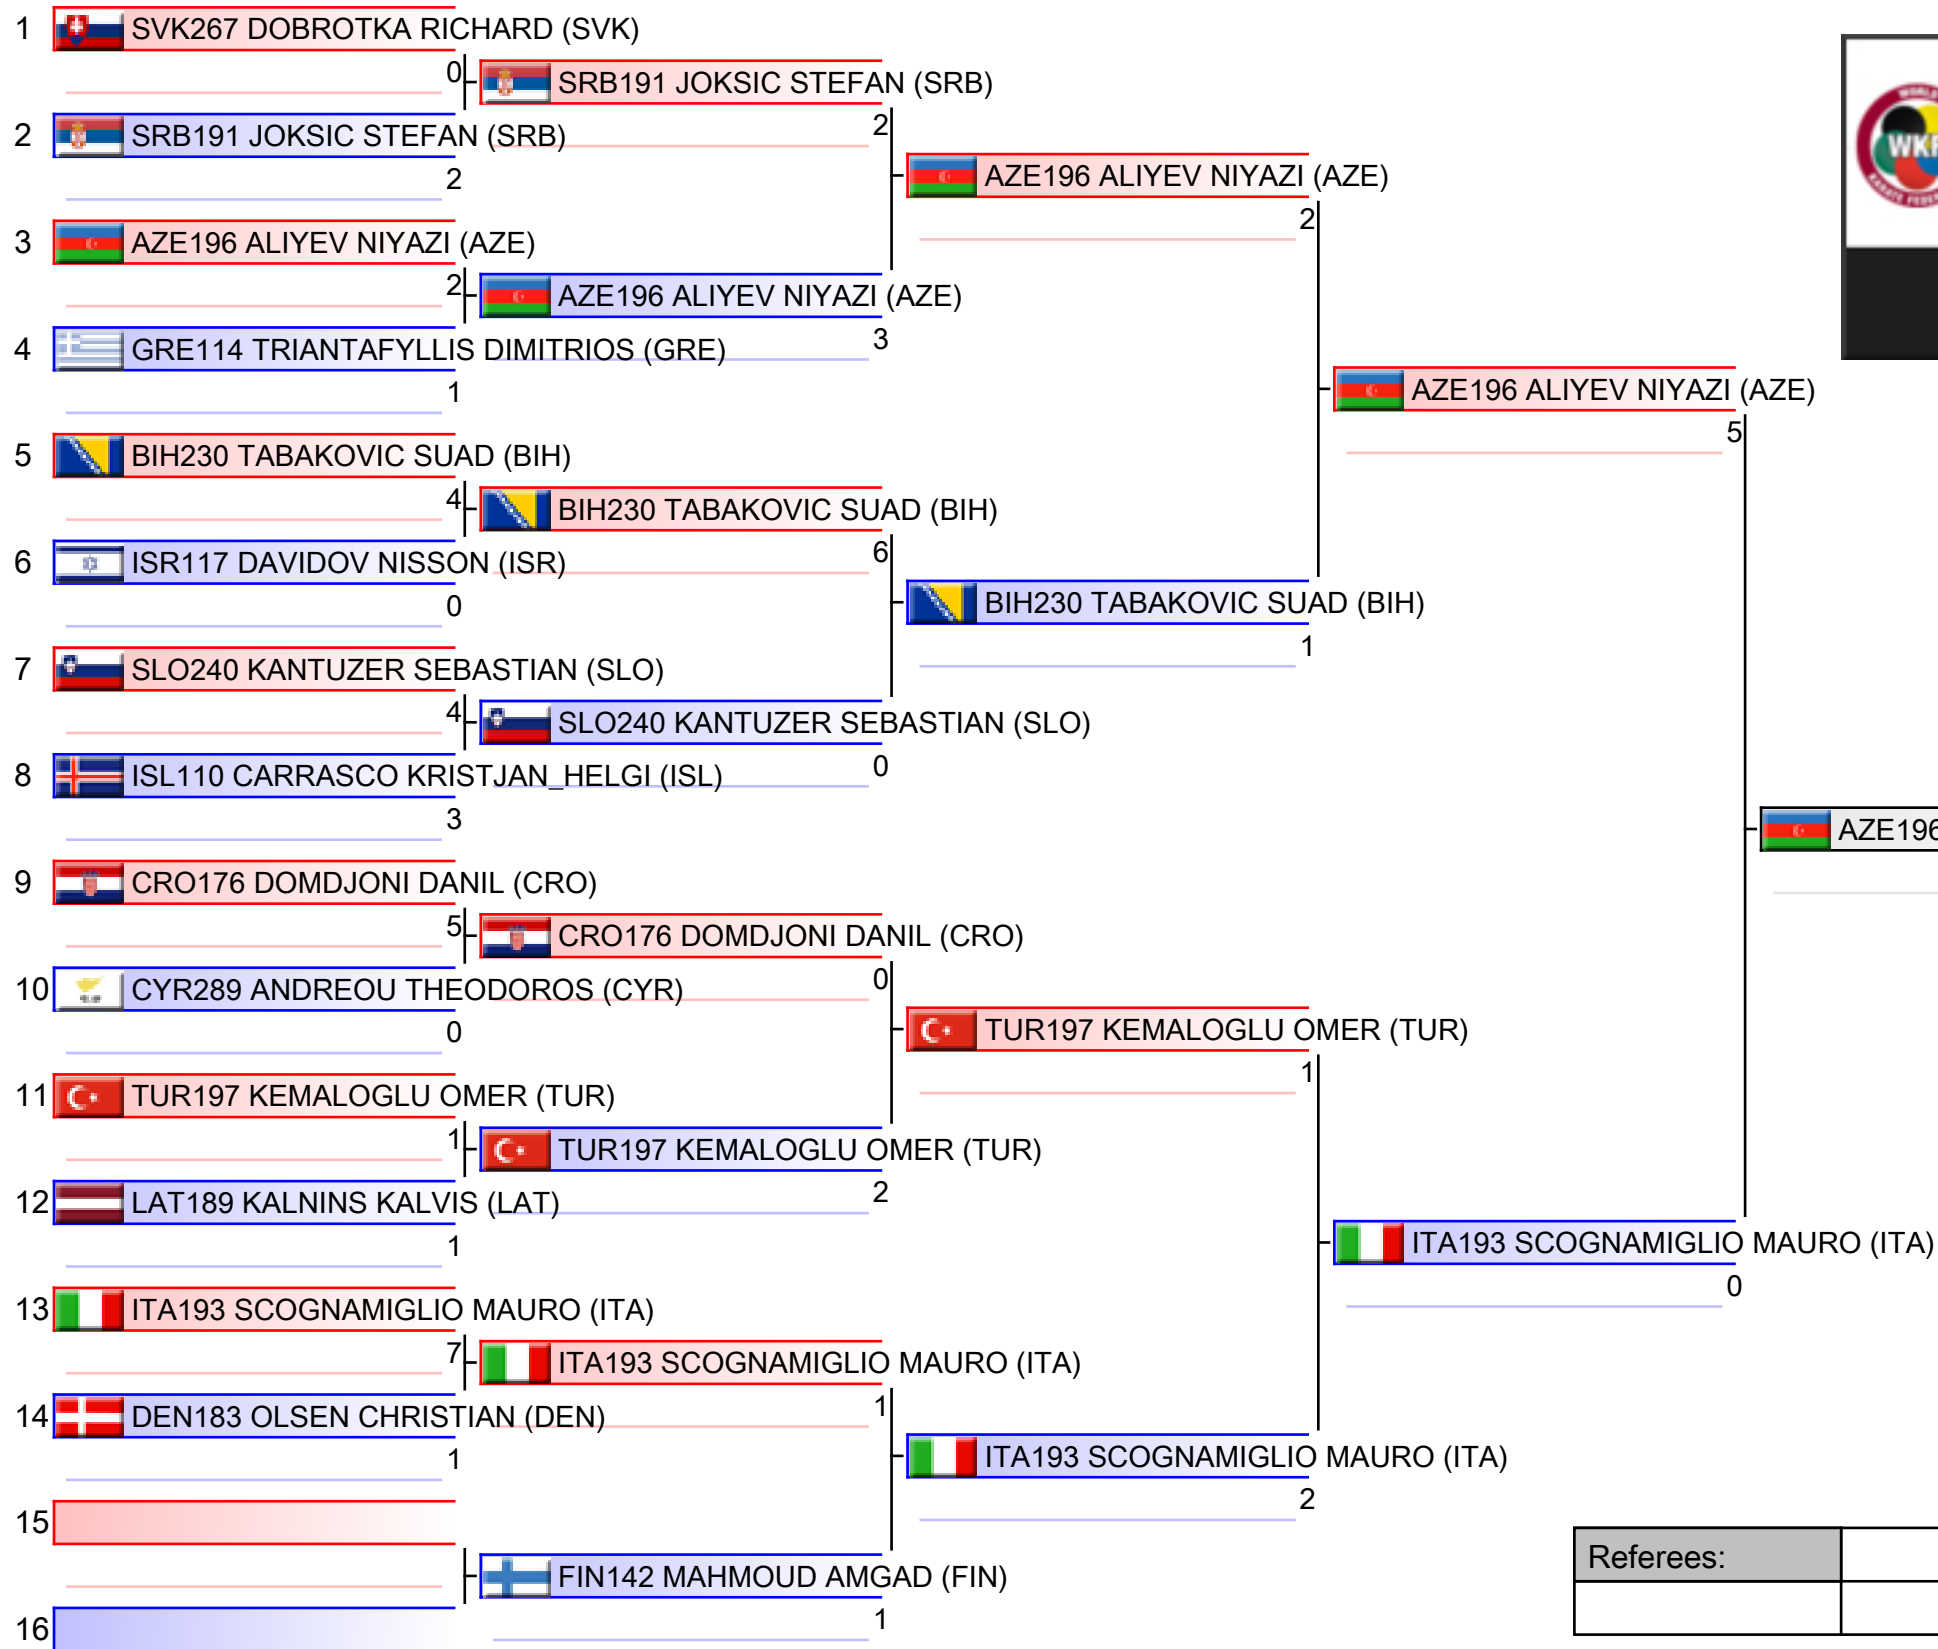 1 SVK267 DOBROTKA RICHARD (SVK)
0
SRB191 JOKSIC STEFAN (SRB)
2
2 SRB191 JOKSIC STEFAN (SRB)
2
AZE196 ALIYEV NIYAZI (AZE)
2
3 AZE196 ALIYEV NIYAZI (AZE)
2
AZE196 ALIYEV NIYAZI (AZE)
3
4 GRE114 TRIANTAFYLLIS DIMITRIOS (GRE)
1
AZE196 ALIYEV NIYAZI (AZE)
5
5 BIH230 TABAKOVIC SUAD (BIH)
4
BIH230 TABAKOVIC SUAD (BIH)
6
6 ISR117 DAVIDOV NISSON (ISR)
0
BIH230 TABAKOVIC SUAD (BIH)
1
7 SLO240 KANTUZER SEBASTIAN (SLO)
4
SLO240 KANTUZER SEBASTIAN (SLO)
0
8 ISL110 CARRASCO KRISTJAN_HELGI (ISL)
3
AZE196
9 CRO176 DOMDJONI DANIL (CRO)
5
CRO176 DOMDJONI DANIL (CRO)
0
10 CYR289 ANDREOU THEODOROS (CYR)
0
TUR197 KEMALOGLU OMER (TUR)
1
11 TUR197 KEMALOGLU OMER (TUR)
1
TUR197 KEMALOGLU OMER (TUR)
2
12 LAT189 KALNINS KALVIS (LAT)
1
ITA193 SCOGNAMIGLIO MAURO (ITA)
0
13 ITA193 SCOGNAMIGLIO MAURO (ITA)
7
ITA193 SCOGNAMIGLIO MAURO (ITA)
1
14 DEN183 OLSEN CHRISTIAN (DEN)
1
ITA193 SCOGNAMIGLIO MAURO (ITA)
2
15
FIN142 MAHMOUD AMGAD (FIN)
1
16
Referees: